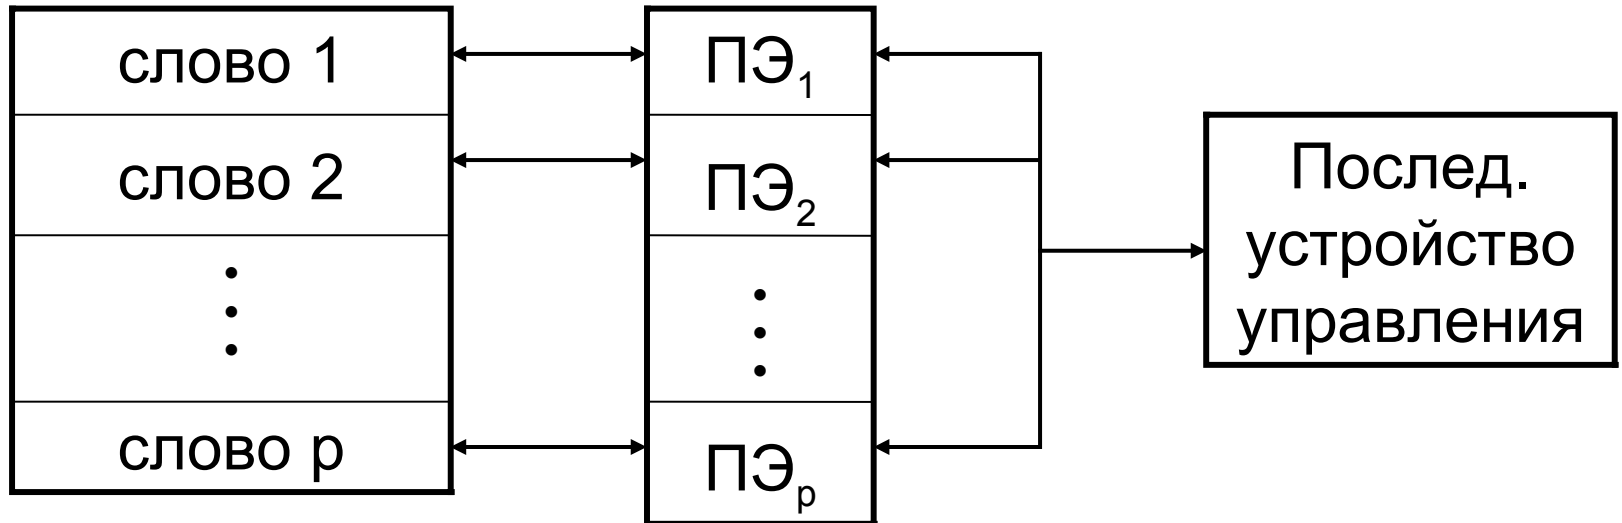 слово 1
слово 2
слово p
ПЭ1
ПЭ2
ПЭp
Послед.
устройство
управления